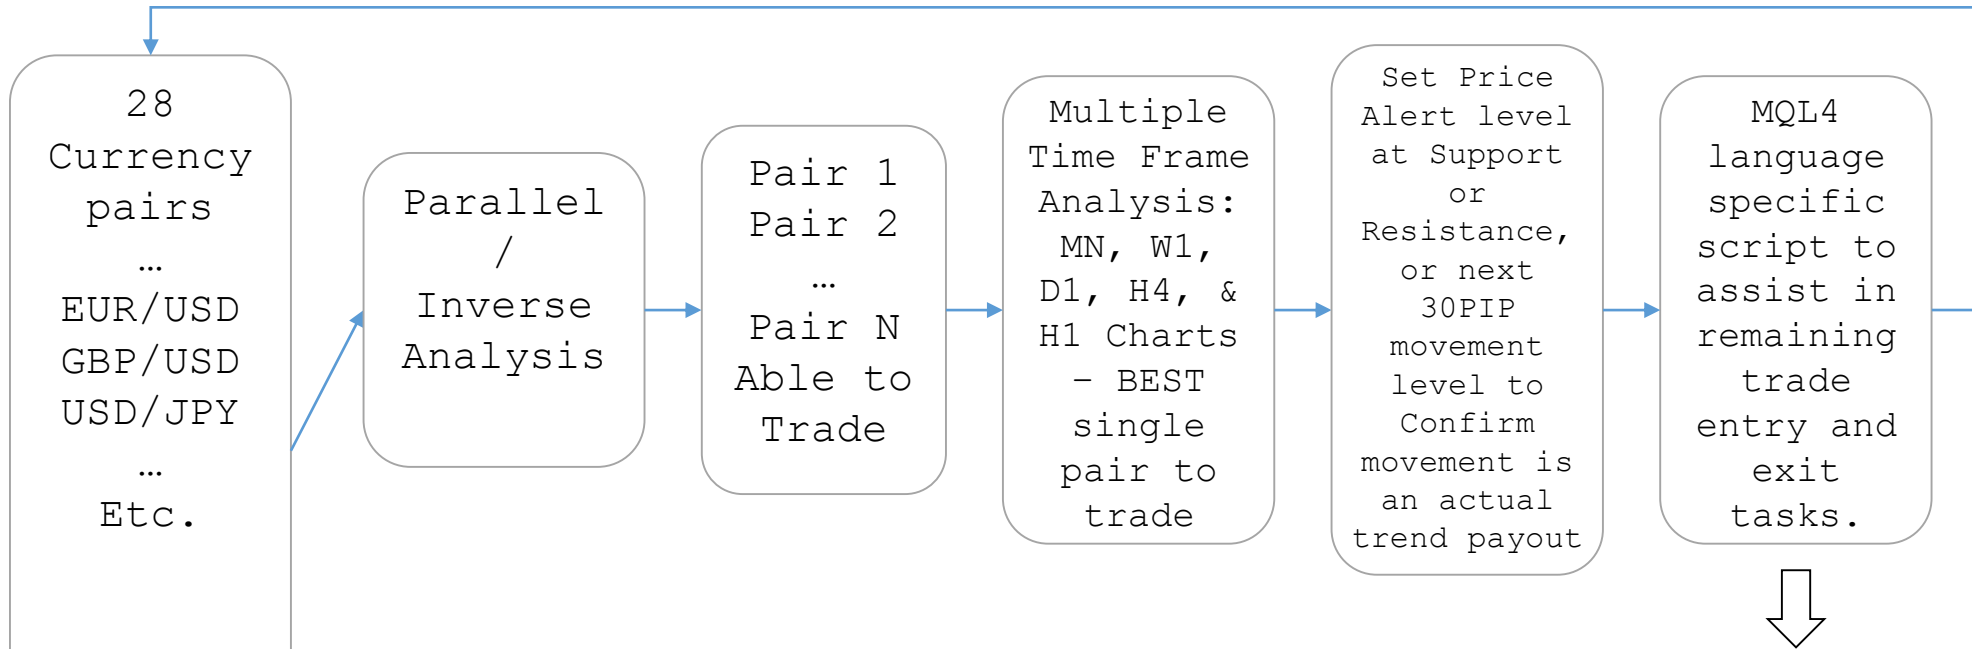 28
Currency
pairs
…
EUR/USD
GBP/USD
USD/JPY
…
Etc.
Parallel
/
Inverse
Analysis
Pair 1
Pair 2
…
Pair N
Able to
Trade
Multiple
Time Frame
Analysis:
MN, W1,
D1, H4, &
H1 Charts
– BEST
single
pair to
trade
Set Price
Alert level
at Support
or
Resistance,
or next
30PIP
movement
level to
Confirm
movement is
an actual
trend payout
MQL4
language
specific
script to
assist in
remaining
trade
entry and
exit
tasks.